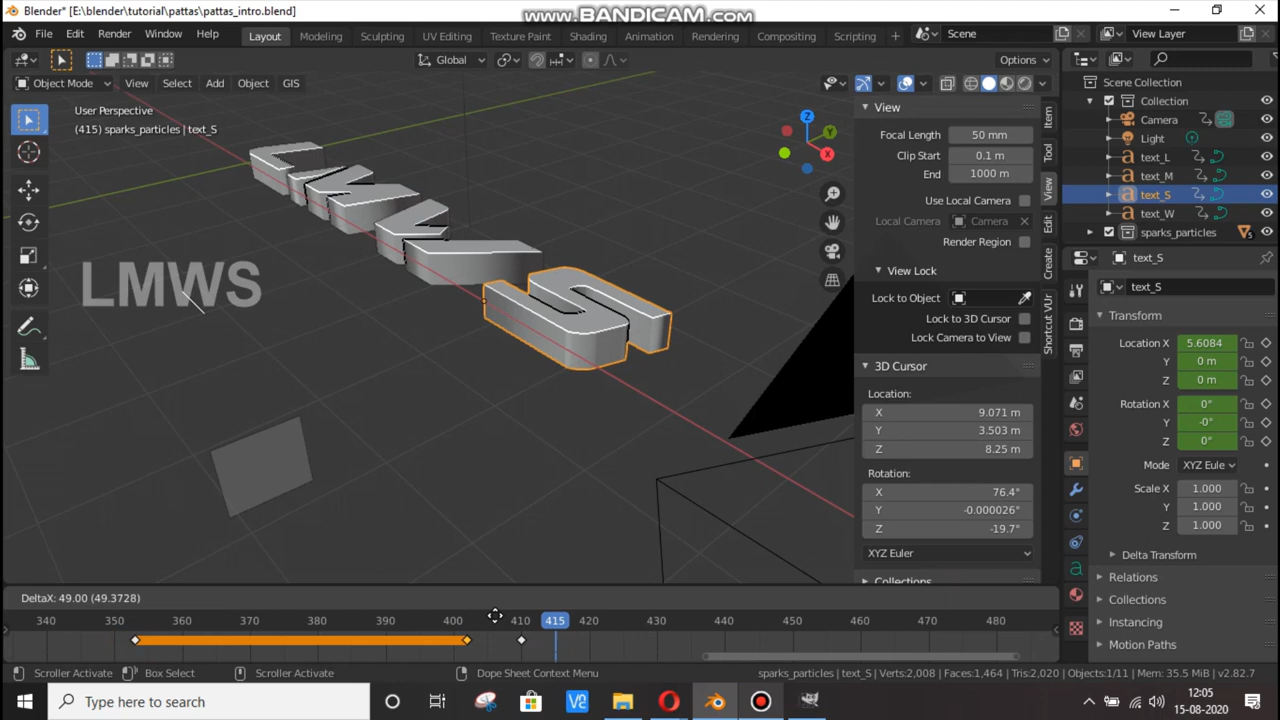 Blender* [E:\blender\tutorial\pattas\pattas_intro.blend]
www.BANDICAM.com
File Edit Render Window Help
Layout Modeling Sculpting UV Editing Texture Paint Shading Animation Rendering Compositing Scripting
Scene
View Layer
Global
Options
Object Mode View Select Add Object GIS
User Perspective
(415) sparks_particles | text_S
LMWS
X
Y
Z
View
Focal Length 50 mm
Clip Start 0.1 m
End 1000 m
Use Local Camera
Local Camera Camera
Render Region
View Lock
Lock to Object
Lock to 3D Cursor
Lock Camera to View
3D Cursor
Location:
X 9.071 m
Y 3.503 m
Z 8.25 m
Rotation:
X 76.4°
Y -0.000026°
Z -19.7°
XYZ Euler
Collections
Item
Tool
View
Edit
Create
Shortcut VUr
Scene Collection
Collection
Camera
Light
text_L
text_M
text_S
text_W
sparks_particles 5
text_S
text_S
Transform
Location X 5.6084
Y 0 m
Z 0 m
Rotation X 0°
Y -0°
Z 0°
Mode XYZ Eule
Scale X 1.000
Y 1.000
Z 1.000
Delta Transform
Relations
Collections
Instancing
Motion Paths
DeltaX: 49.00 (49.3728)
340 350 360 370 380 390 400 410 415 420 430 440 450 460 470 480
Scroller Activate Box Select Scroller Activate Dope Sheet Context Menu
sparks_particles | text_S | Verts:2,008 | Faces:1,464 | Tris:2,020 | Objects:1/11 | Mem: 35.5 MiB | v2.82.7
Type here to search
12:05
15-08-2020